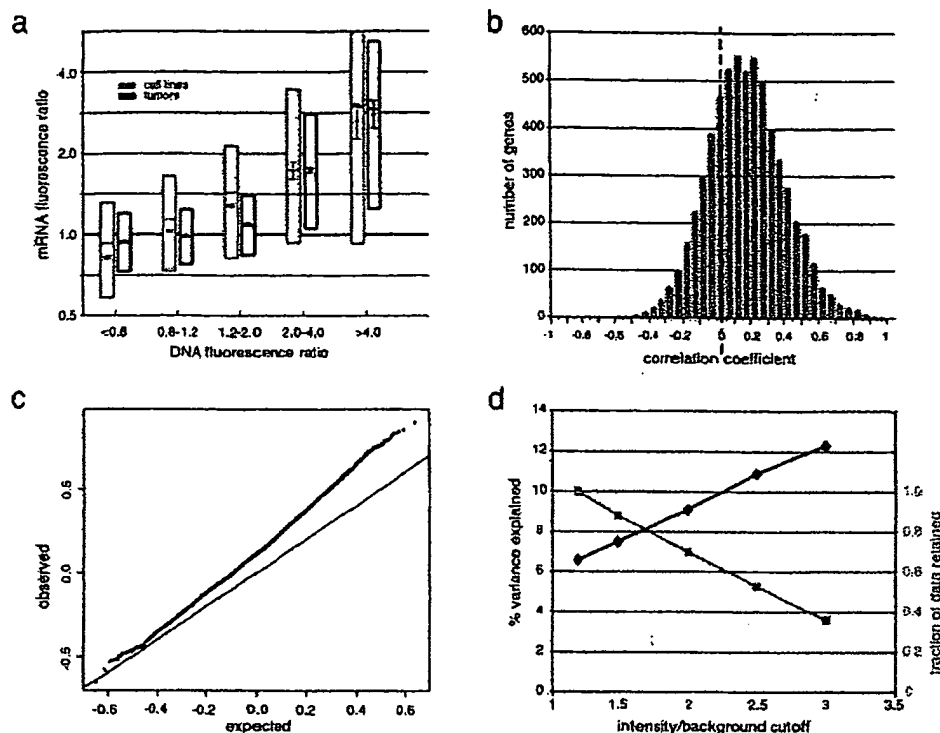 a
mRNA fluorescence ratio
4.0
2.0
1.0
0.5
cell lines
tumors
<0.8 0.8-1.2 1.2-2.0 2.0-4.0 >4.0
DNA fluorescence ratio
b
number of genes
600
500
400
300
200
100
0
-1 -0.8 -0.6 -0.4 -0.2 0 0.2 0.4 0.6 0.8 1
correlation coefficient
c
observed
0.6
0.0
-0.6
-0.6 -0.4 -0.2 0.0 0.2 0.4 0.6
expected
d
% variance explained
14
12
10
8
6
4
2
0
1 1.5 2 2.5 3 3.5
intensity/background cutoff
1.0
0.8
0.6
0.4
0.2
0
fraction of data retained